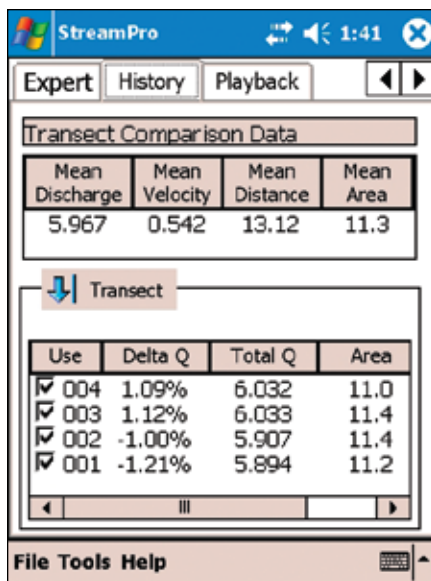 StreamPro 1:41
Expert History Playback
Transect Comparison Data
Mean Discharge Mean Velocity Mean Distance Mean Area
5.967 0.542 13.12 11.3
Transect
Use Delta Q Total Q Area
004 1.09% 6.032 11.0
003 1.12% 6.033 11.4
002 -1.00% 5.907 11.4
001 -1.21% 5.894 11.2
File Tools Help